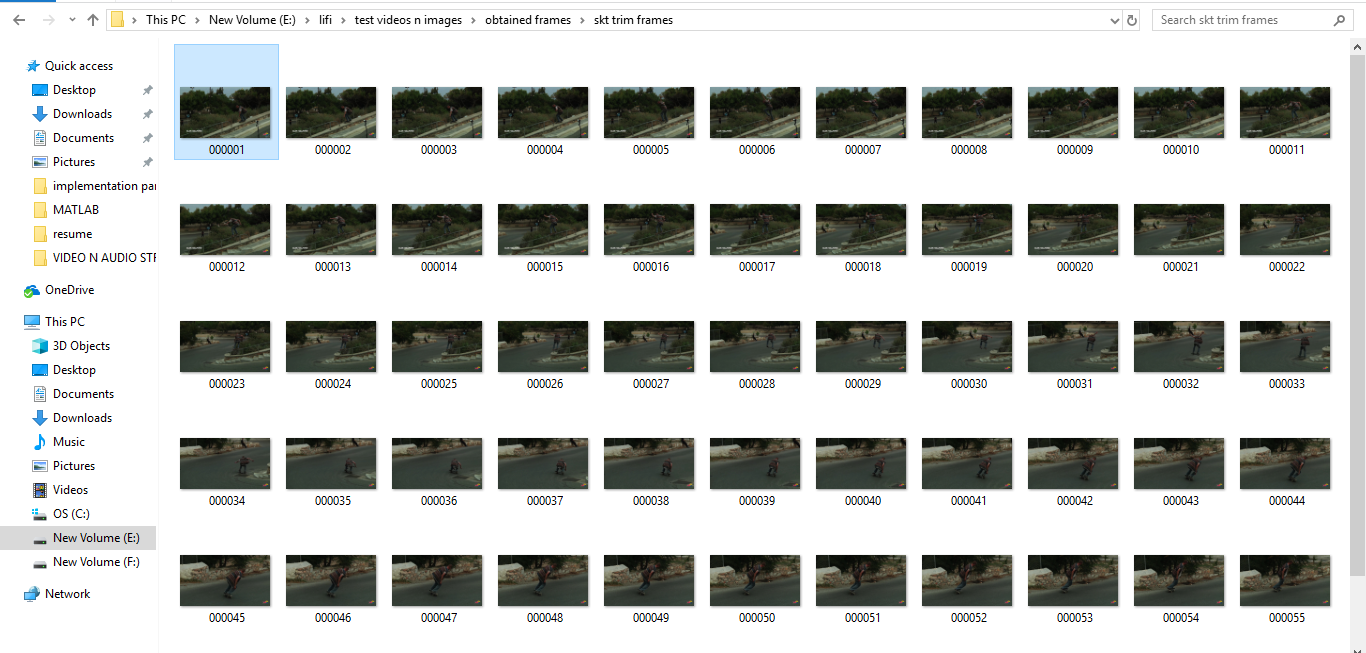 This PC > New Volume (E:) > lifi > test videos n images > obtained frames > skt trim frames
Search skt trim frames
Quick access
Desktop
Downloads
Documents
Pictures
implementation par
MATLAB
resume
VIDEO N AUDIO STR
OneDrive
This PC
3D Objects
Desktop
Documents
Downloads
Music
Pictures
Videos
OS (C:)
New Volume (E:)
New Volume (F:)
Network
000001 000002 000003 000004 000005 000006 000007 000008 000009 000010 000011
000012 000013 000014 000015 000016 000017 000018 000019 000020 000021 000022
000023 000024 000025 000026 000027 000028 000029 000030 000031 000032 000033
000034 000035 000036 000037 000038 000039 000040 000041 000042 000043 000044
000045 000046 000047 000048 000049 000050 000051 000052 000053 000054 000055